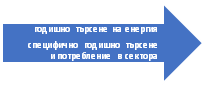 годишно търсене на енергия
специфично годишно търсене
и потребление в сектора